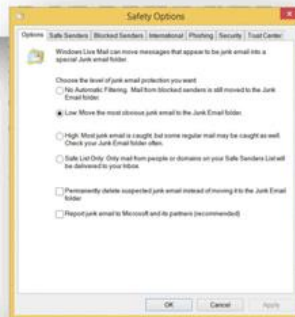 Safety Options
Options Safe Senders Blocked Senders International Phishing Security Trust Center
Windows Live Mail can move messages that appear to be junk email into a
special Junk email folder.
Choose the level of junk email protection you want:
No Automatic Filtering. Mail from blocked senders is still moved to the Junk
Email folder.
Low: Move the most obvious junk email to the Junk Email folder.
High: Most junk email is caught, but some regular mail may be caught as well.
Check your Junk Email folder often.
Safe List Only: Only mail from people or domains on your Safe Senders List will
be delivered to your Inbox.
Permanently delete suspected junk email instead of moving it to the Junk Email
folder
Report junk email to Microsoft and its partners (recommended)
OK Cancel Apply